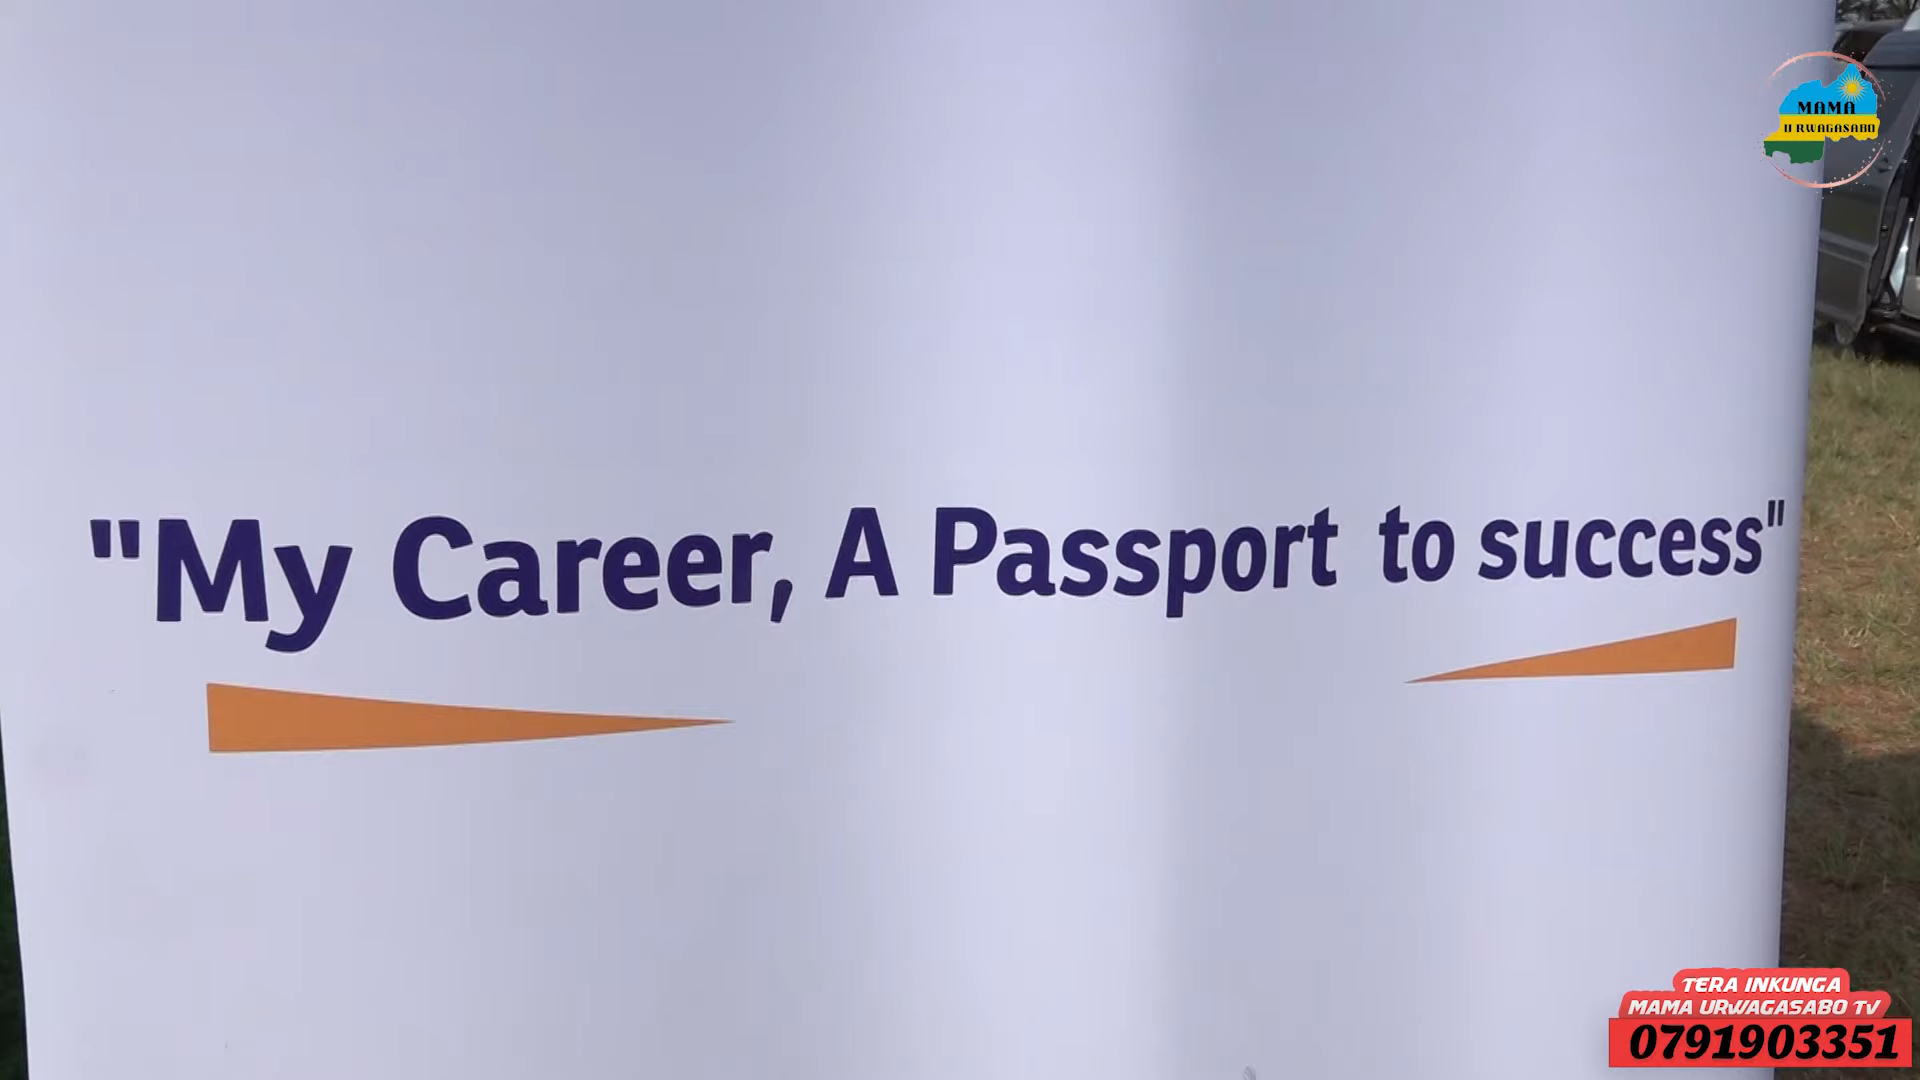 MAMA
U RWAGASABO
"My Career, A Passport to success"
TERA INKUNGA
MAMA URWAGASABO TV
0791903351